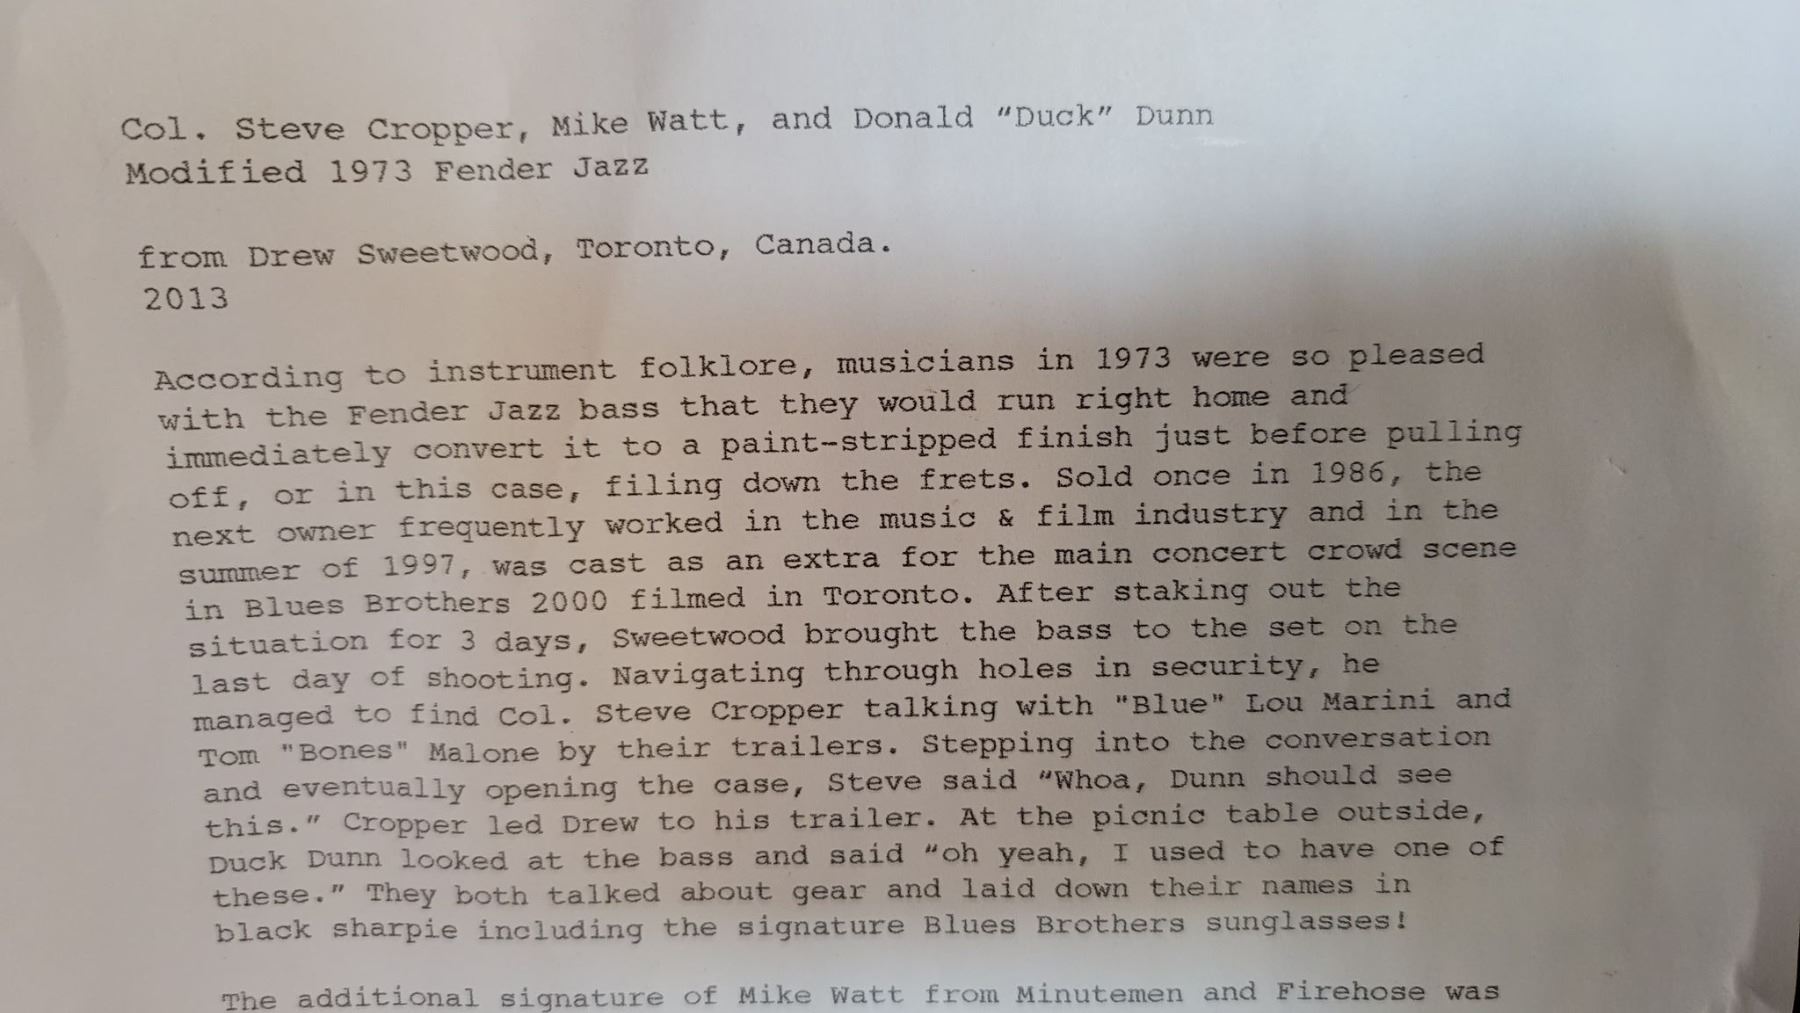 Col. Steve Cropper, Mike Watt, and Donald “Duck” Dunn
Modified 1973 Fender Jazz
from Drew Sweetwood, Toronto, Canada.
2013
According to instrument folklore, musicians in 1973 were so pleased
with the Fender Jazz bass that they would run right home and
immediately convert it to a paint-stripped finish just before pulling
off, or in this case, filing down the frets. Sold once in 1986, the
next owner frequently worked in the music & film industry and in the
summer of 1997, was cast as an extra for the main concert crowd scene
in Blues Brothers 2000 filmed in Toronto. After staking out the
situation for 3 days, Sweetwood brought the bass to the set on the
last day of shooting. Navigating through holes in security, he
managed to find Col. Steve Cropper talking with "Blue" Lou Marini and
Tom "Bones" Malone by their trailers. Stepping into the conversation
and eventually opening the case, Steve said “Whoa, Dunn should see
this.” Cropper led Drew to his trailer. At the picnic table outside,
Duck Dunn looked at the bass and said “oh yeah, I used to have one of
these.” They both talked about gear and laid down their names in
black sharpie including the signature Blues Brothers sunglasses!
The additional signature of Mike Watt from Minutemen and Firehose was